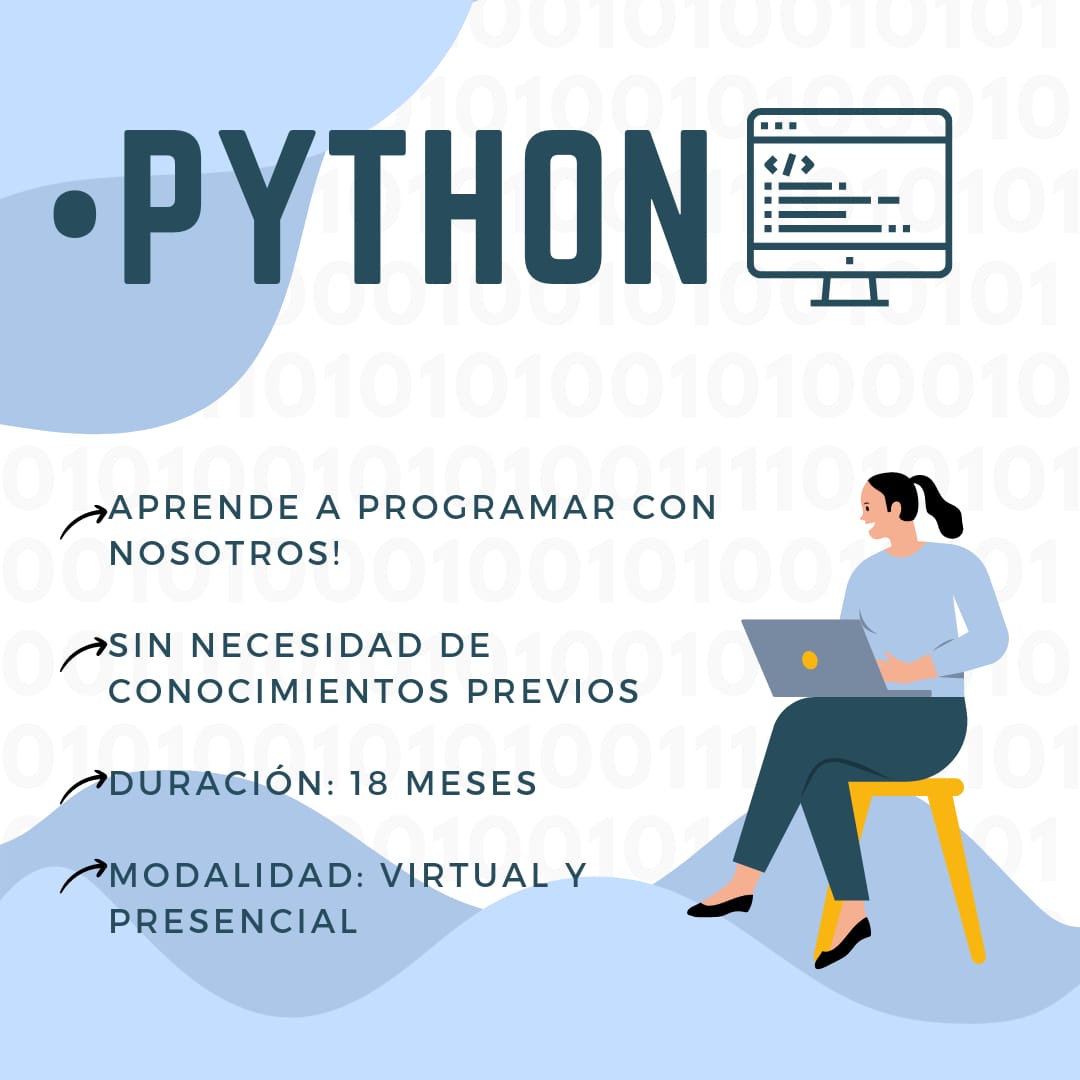 •PYTHON
</>
APRENDE A PROGRAMAR CON
NOSOTROS!
SIN NECESIDAD DE
CONOCIMIENTOS PREVIOS
DURACIÓN: 18 MESES
MODALIDAD: VIRTUAL Y
PRESENCIAL